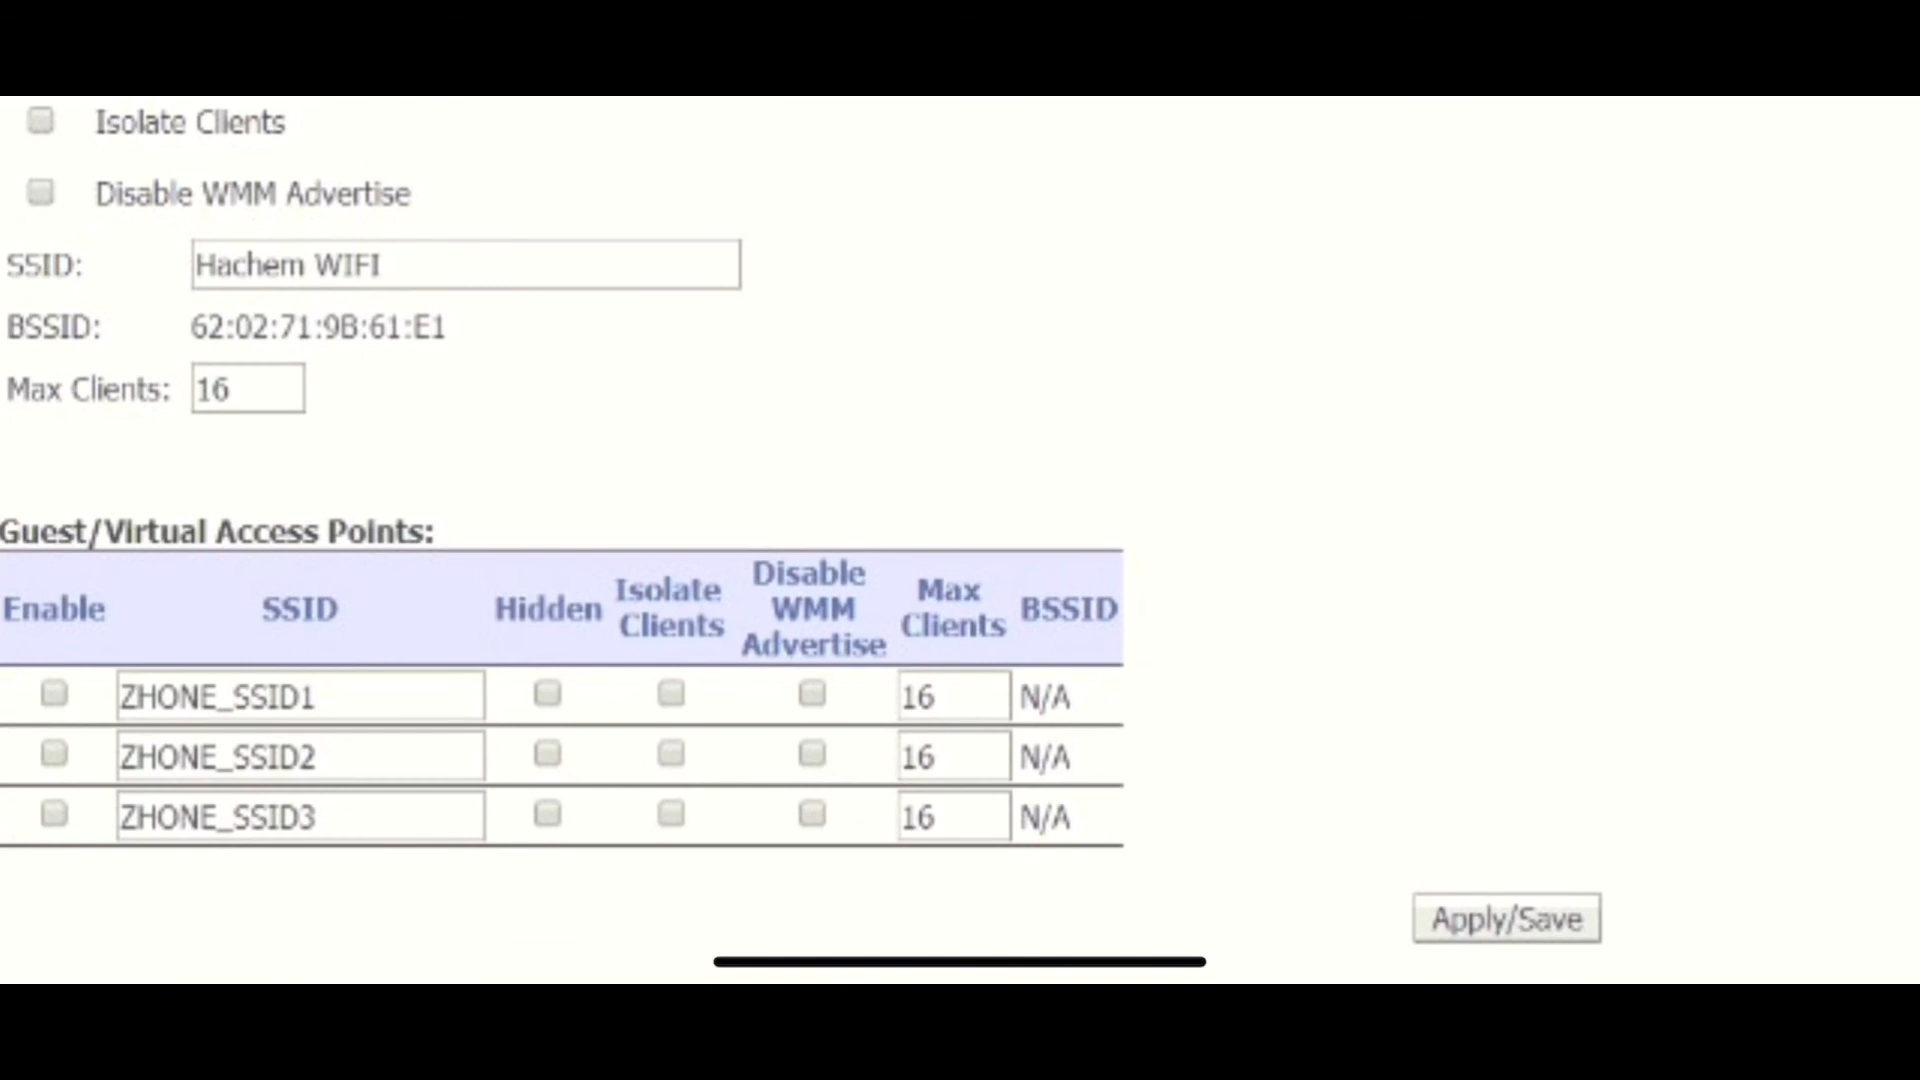 Isolate Clients
Disable WMM Advertise
SSID: Hachem WIFI
BSSID: 62:02:71:9B:61:E1
Max Clients: 16
Guest/Virtual Access Points:
Enable SSID Hidden Isolate Clients Disable WMM Advertise Max Clients BSSID
ZHONE_SSID1 16 N/A
ZHONE_SSID2 16 N/A
ZHONE_SSID3 16 N/A
Apply/Save